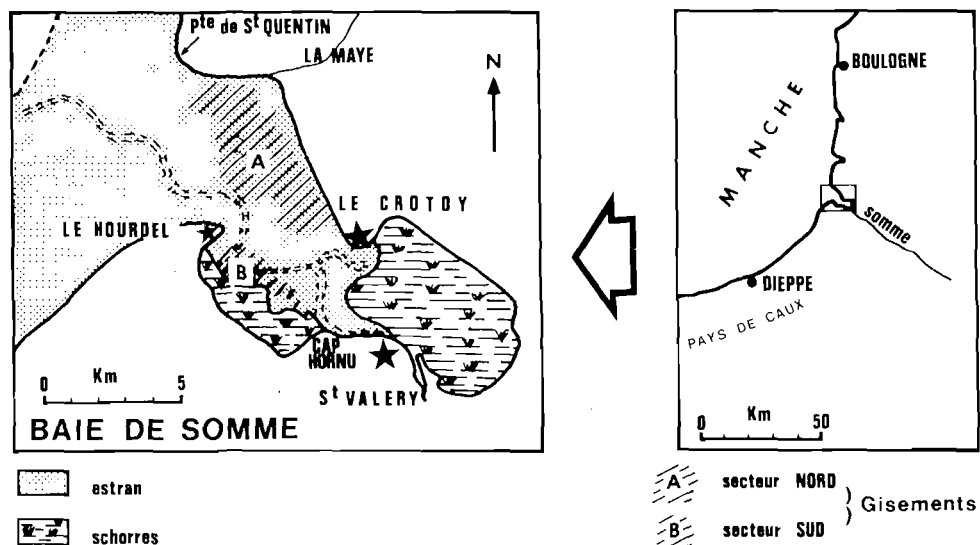 Pte de St QUENTIN
LA MAYE
N
A
LE CROTOY
LE HOURDEL
B
CAP
HORNU
St VALERY
0 Km 5
BAIE DE SOMME
estran
schorres
BOULOGNE
MANCHE
somme
DIEPPE
PAYS DE CAUX
0 Km 50
A secteur NORD
B secteur SUD
} Gisements